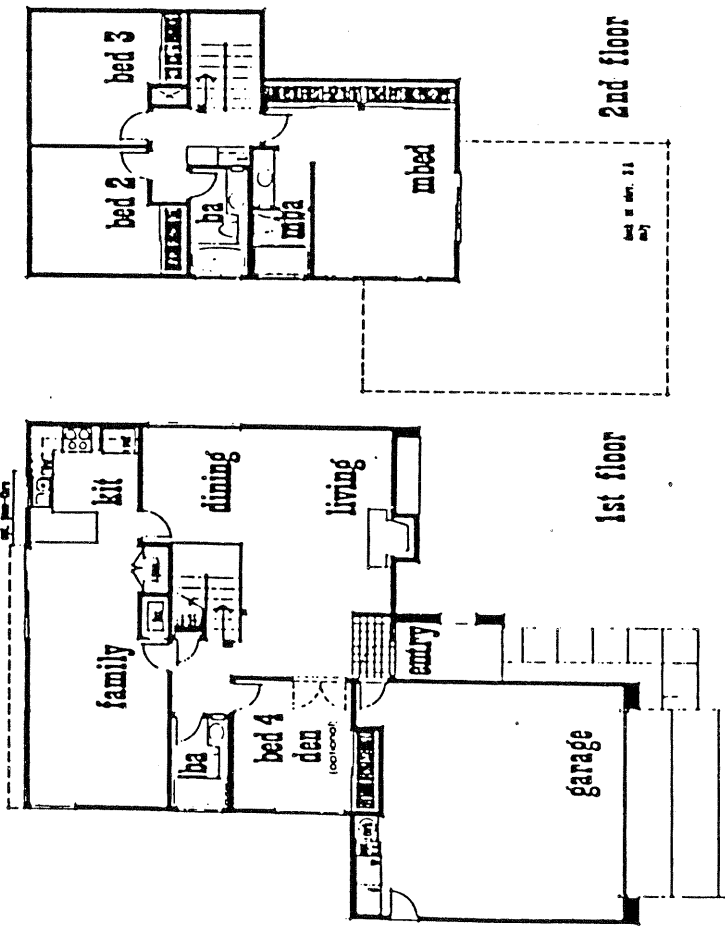 2nd floor
bed 3
bed 2
ba
mba
mbed
1st floor
kit
dining
living
family
entry
ba
bed 4
den
(optional)
garage